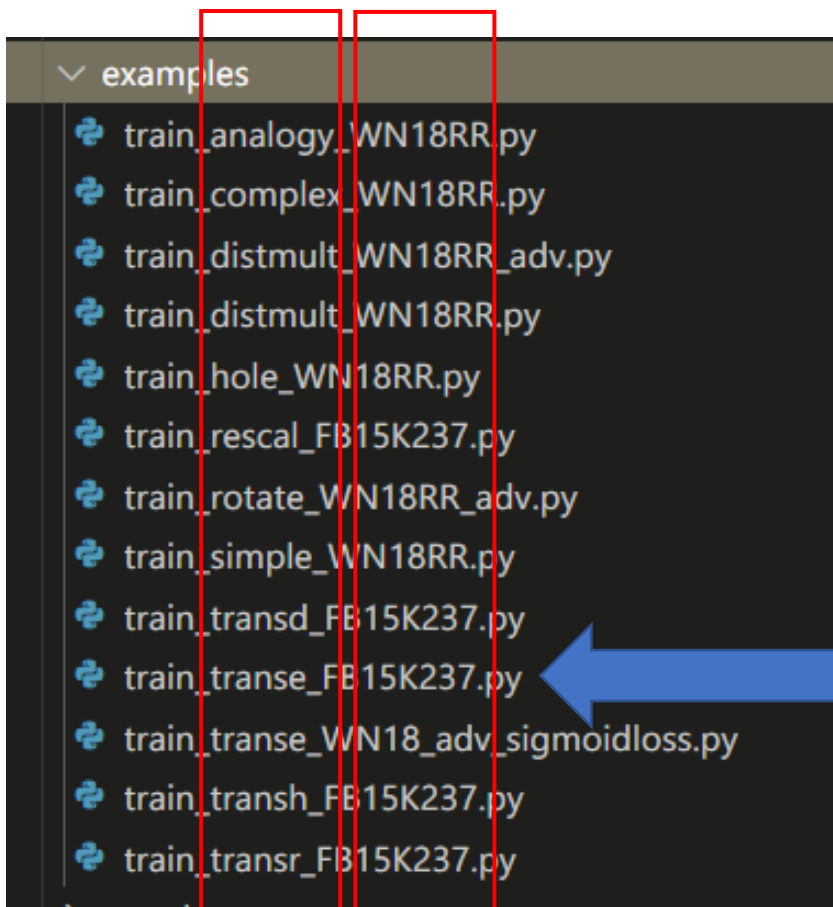 examples
train_analogy_WN18RR.py
train_complex_WN18RR.py
train_distmult_WN18RR_adv.py
train_distmult_WN18RR.py
train_hole_WN18RR.py
train_rescal_FB15K237.py
train_rotate_WN18RR_adv.py
train_simple_WN18RR.py
train_transd_FB15K237.py
train_transe_FB15K237.py
train_transe_WN18_adv_sigmoidloss.py
train_transh_FB15K237.py
train_transr_FB15K237.py